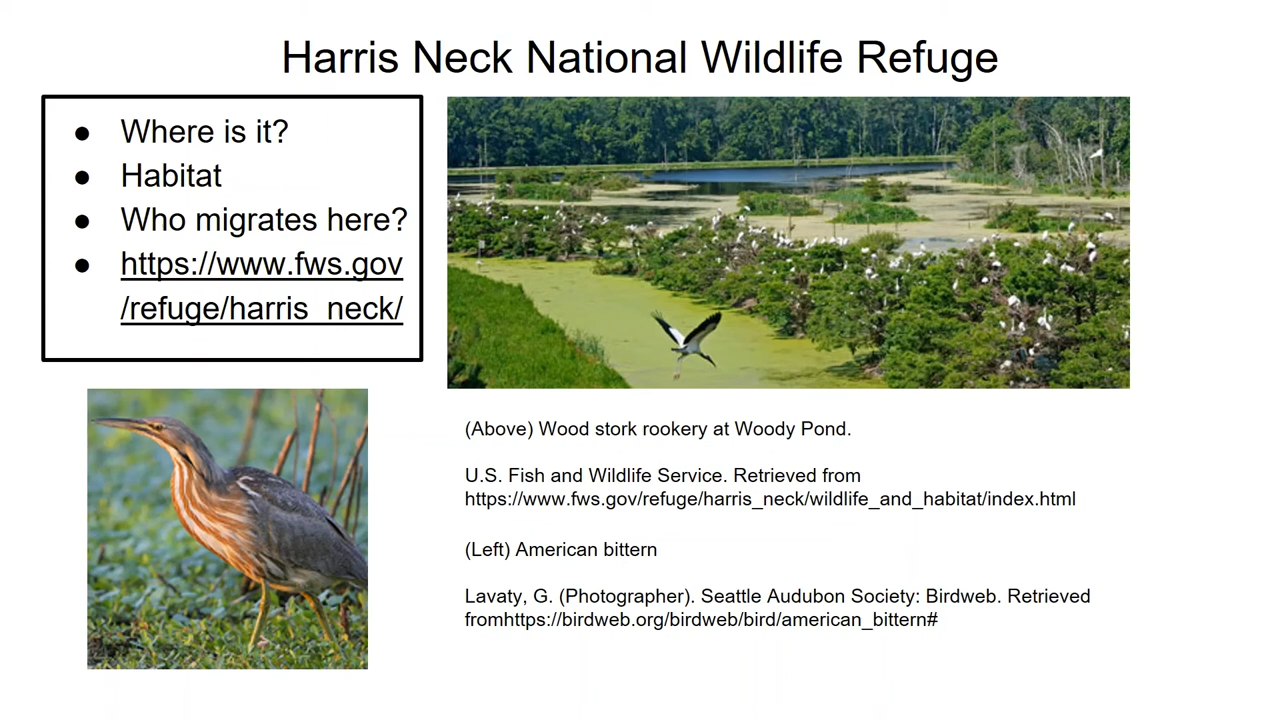 Harris Neck National Wildlife Refuge
● Where is it?
● Habitat
● Who migrates here?
● https://www.fws.gov
/refuge/harris_neck/
(Above) Wood stork rookery at Woody Pond.
U.S. Fish and Wildlife Service. Retrieved from
https://www.fws.gov/refuge/harris_neck/wildlife_and_habitat/index.html
(Left) American bittern
Lavaty, G. (Photographer). Seattle Audubon Society: Birdweb. Retrieved
fromhttps://birdweb.org/birdweb/bird/american_bittern#